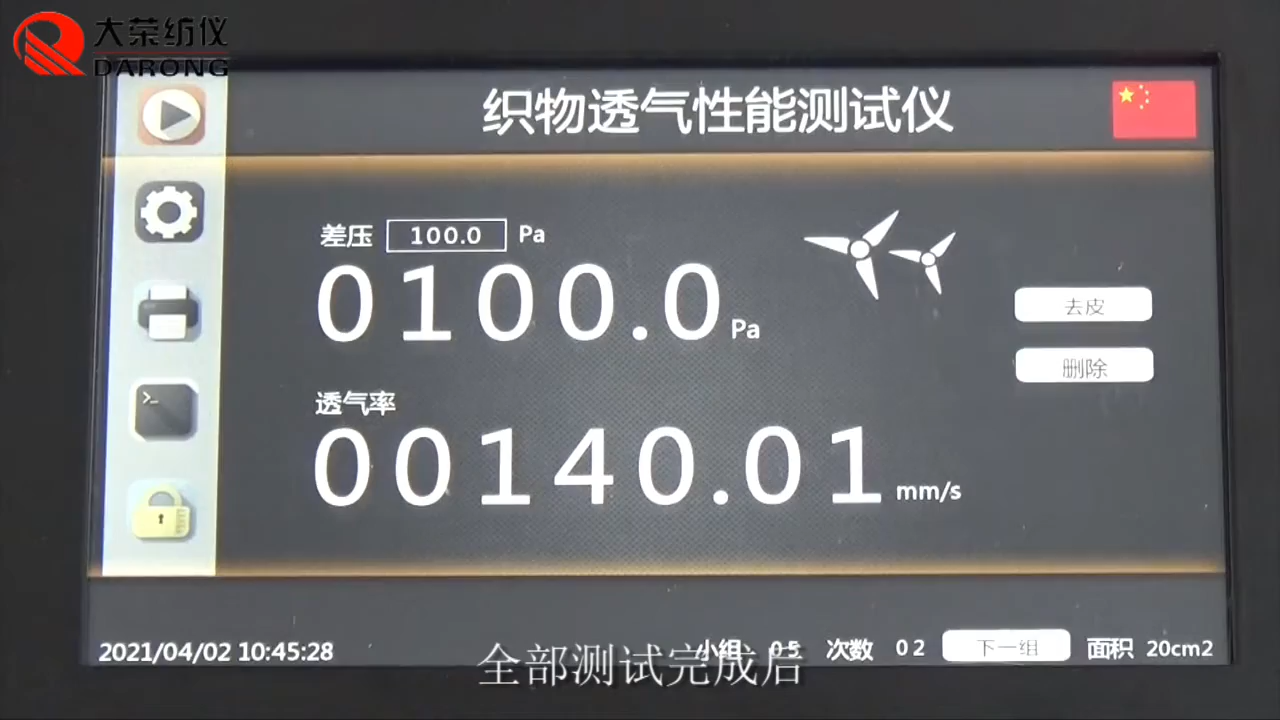 大荣纺仪
DARONG
织物透气性能测试仪
差压 100.0 Pa
0100.0 Pa
去皮
删除
透气率
00140.01 mm/s
2021/04/02 10:45:28 小组 05 次数 02 下一组 面积 20cm2
全部测试完成后